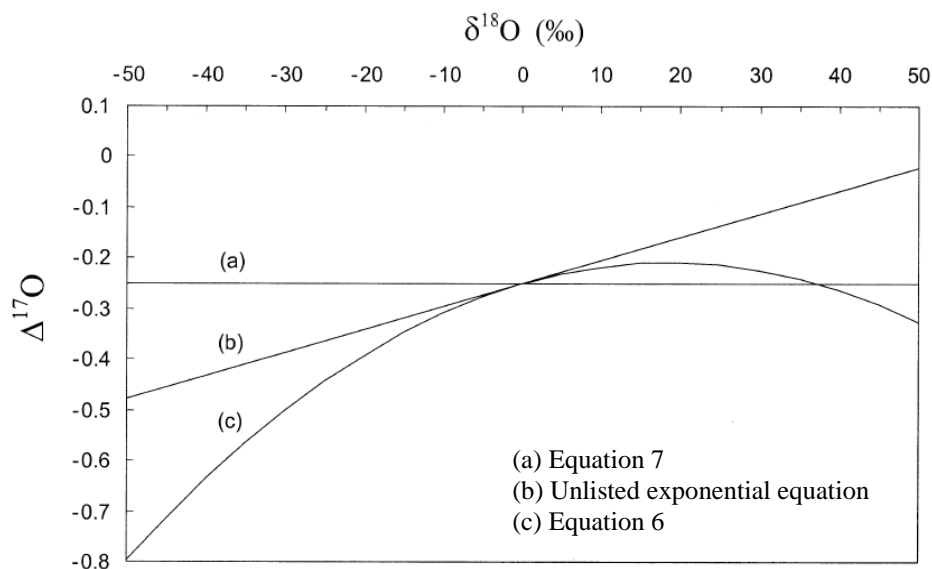 δ¹⁸O (‰)
-50 -40 -30 -20 -10 0 10 20 30 40 50
0.1
0
-0.1
-0.2
-0.3
-0.4
-0.5
-0.6
-0.7
-0.8
Δ¹⁷O
(a)
(b)
(c)
(a) Equation 7
(b) Unlisted exponential equation
(c) Equation 6